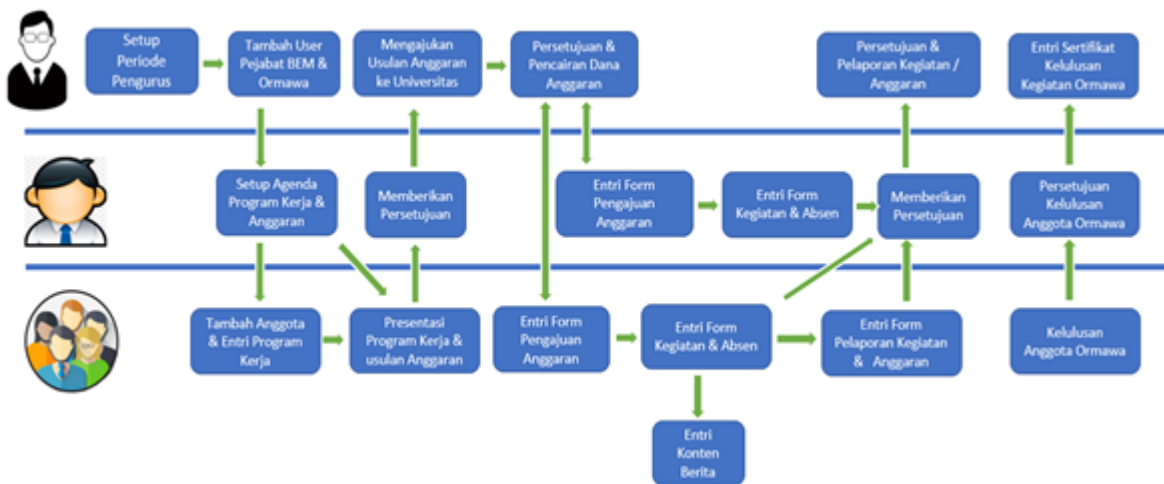 Setup
Periode
Pengurus
Tambah User
Pejabat BEM &
Ormawa
Mengajukan
Usulan Anggaran
ke Universitas
Persetujuan &
Pencairan Dana
Anggaran
Persetujuan &
Pelaporan Kegiatan /
Anggaran
Entri Sertifikat
Kelulusan
Kegiatan Ormawa
Setup Agenda
Program Kerja &
Anggaran
Memberikan
Persetujuan
Entri Form
Pengajuan
Anggaran
Entri Form
Kegiatan & Absen
Memberikan
Persetujuan
Persetujuan
Kelulusan
Anggota Ormawa
Tambah Anggota
& Entri Program
Kerja
Presentasi
Program Kerja &
usulan Anggaran
Entri Form
Pengajuan
Anggaran
Entri Form
Kegiatan & Absen
Entri Form
Pelaporan Kegiatan
& Anggaran
Kelulusan
Anggota Ormawa
Entri
Konten
Berita